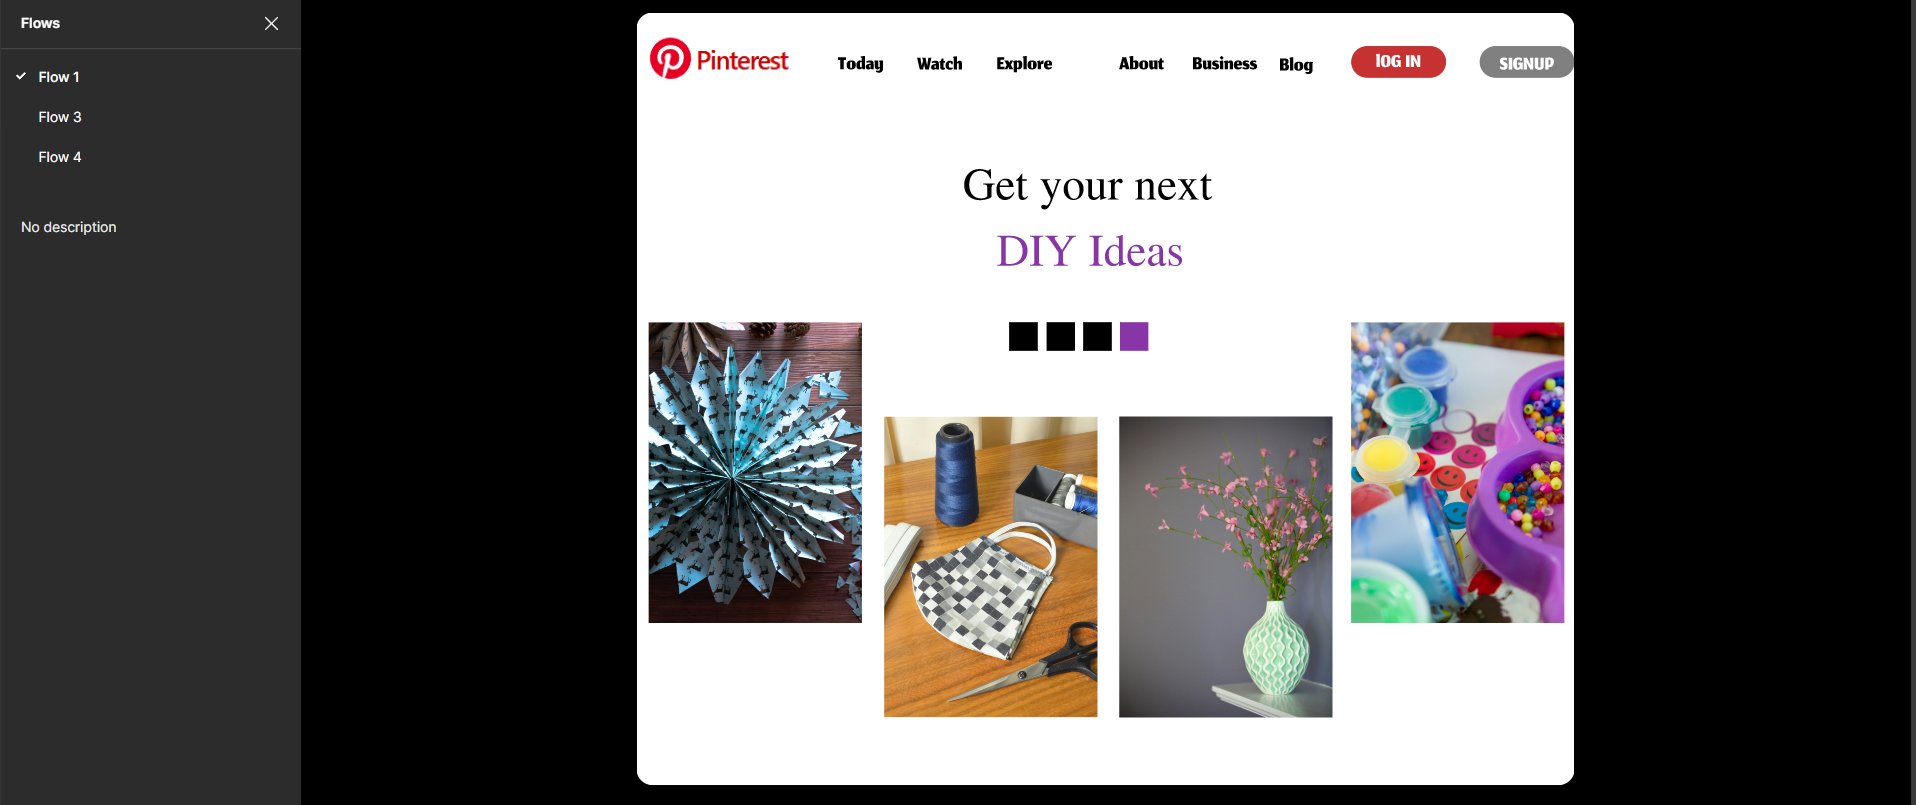 Flows
Flow 1
Flow 3
Flow 4
No description
Pinterest
Today
Watch
Explore
About
Business
Blog
lOG IN
SIGNUP
Get your next
DIY Ideas